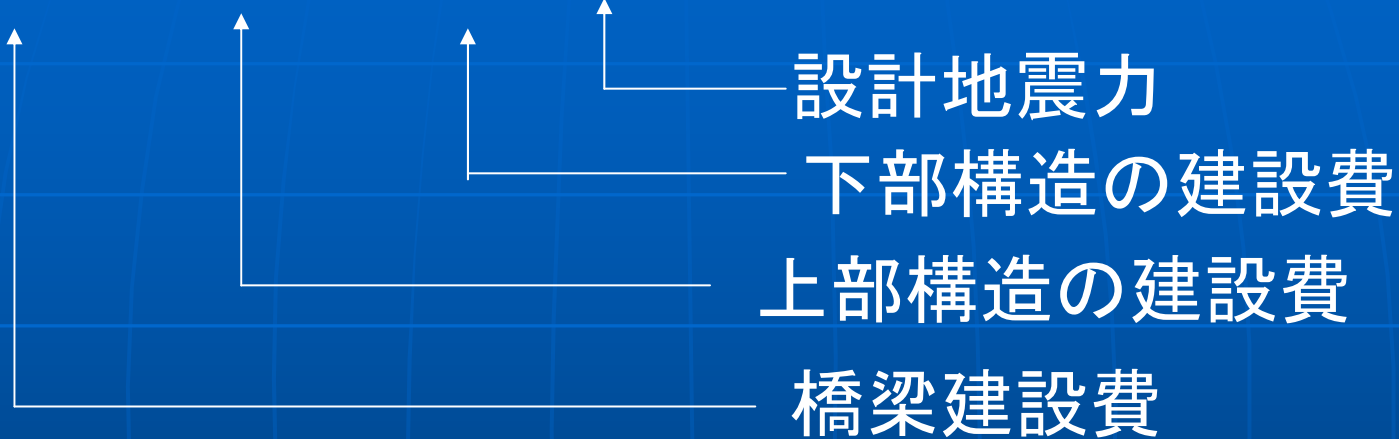 設計地震力
下部構造の建設費
上部構造の建設費
橋梁建設費